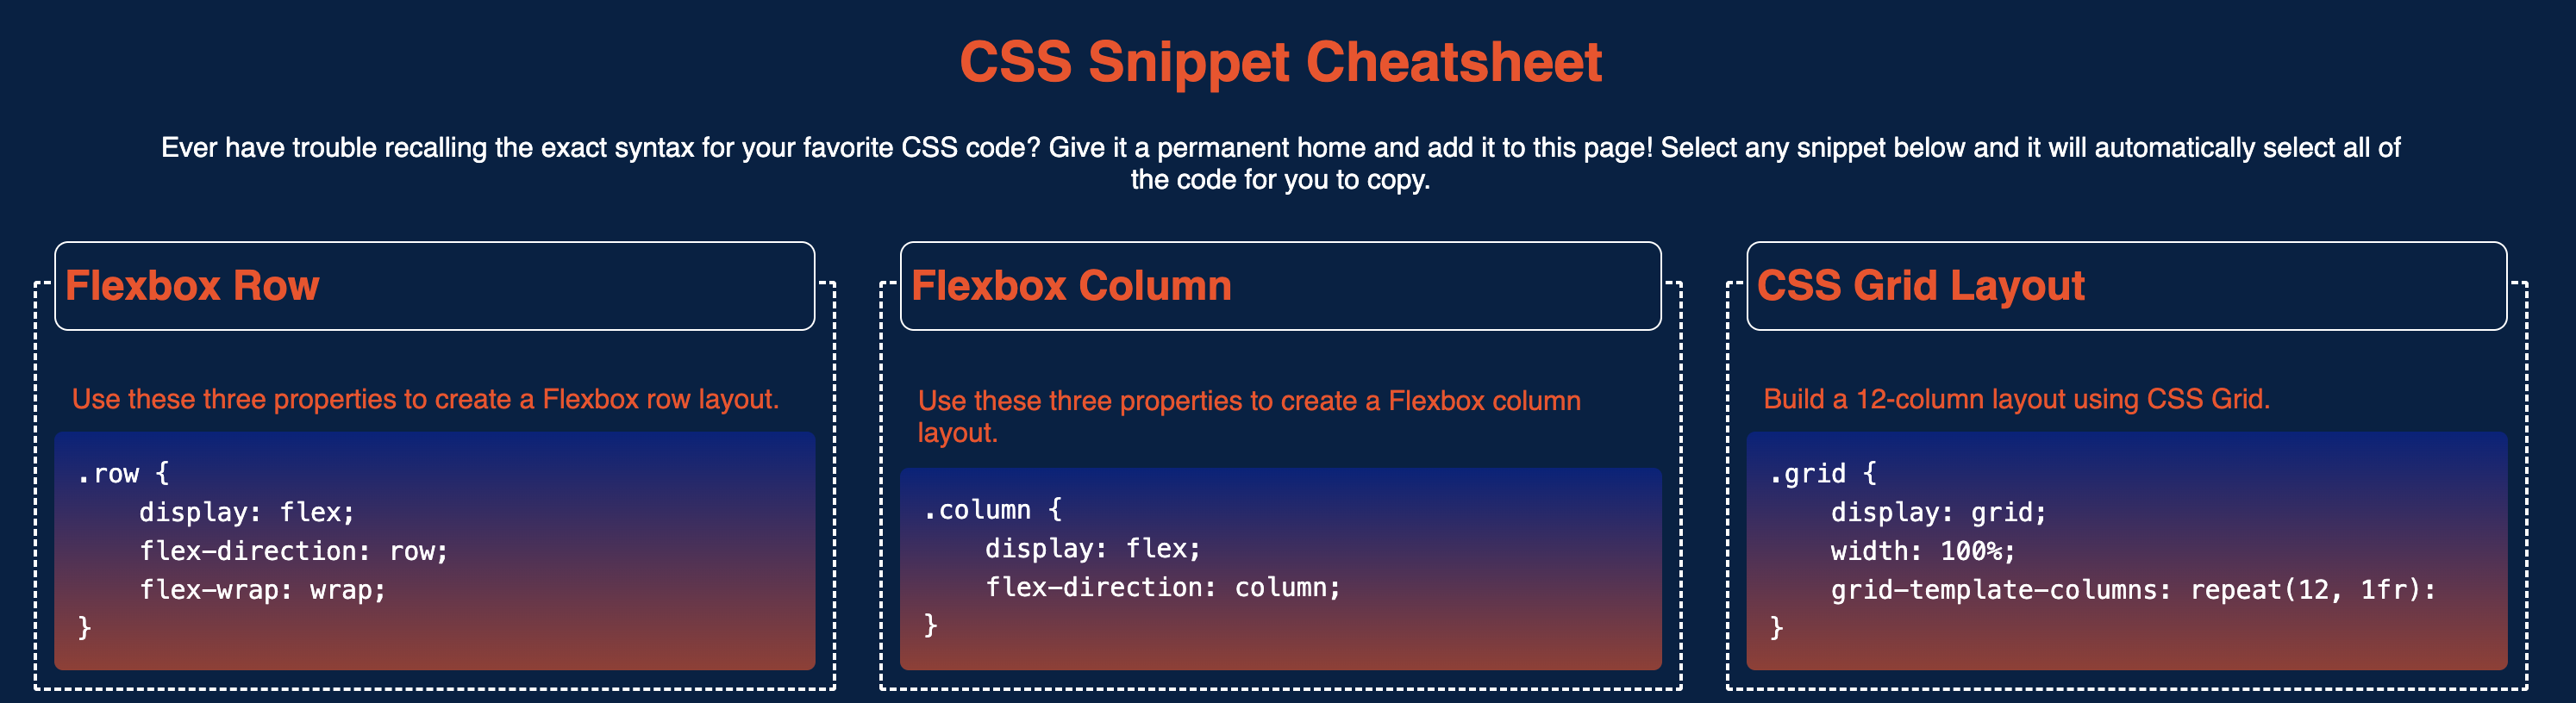 CSS Snippet Cheatsheet
Ever have trouble recalling the exact syntax for your favorite CSS code? Give it a permanent home and add it to this page! Select any snippet below and it will automatically select all of
the code for you to copy.
Flexbox Row
Use these three properties to create a Flexbox row layout.
.row {
    display: flex;
    flex-direction: row;
    flex-wrap: wrap;
}
Flexbox Column
Use these three properties to create a Flexbox column
layout.
.column {
    display: flex;
    flex-direction: column;
}
CSS Grid Layout
Build a 12-column layout using CSS Grid.
.grid {
    display: grid;
    width: 100%;
    grid-template-columns: repeat(12, 1fr):
}